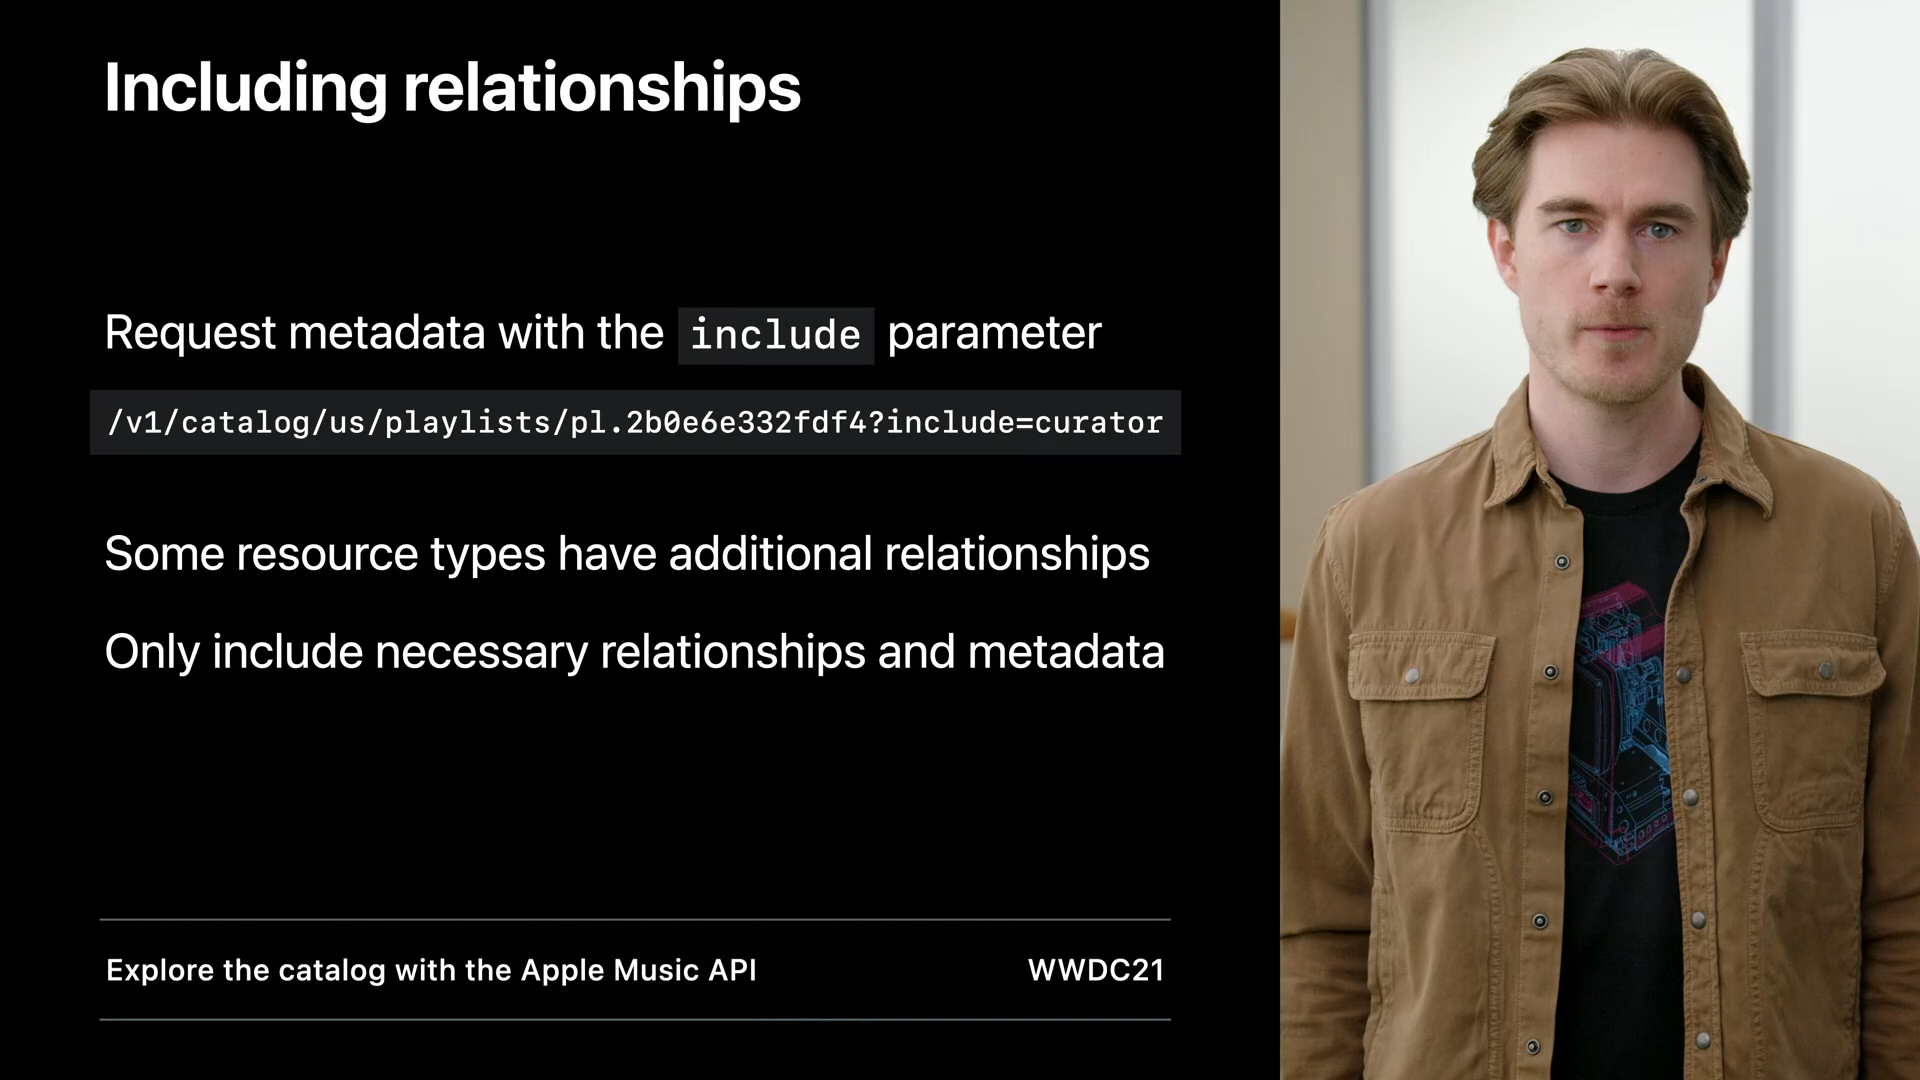 Including relationships
Request metadata with the include parameter
/v1/catalog/us/playlists/pl.2b0e6e332fdf4?include=curator
Some resource types have additional relationships
Only include necessary relationships and metadata
Explore the catalog with the Apple Music API
WWDC21